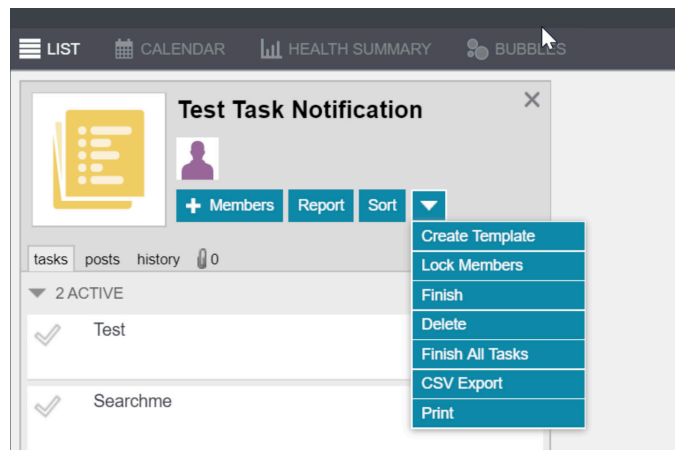 LIST CALENDAR HEALTH SUMMARY BUBBLES
Test Task Notification
Members Report Sort
Create Template
Lock Members
Finish
Delete
Finish All Tasks
CSV Export
Print
tasks posts history 0
2 ACTIVE
Test
Searchme